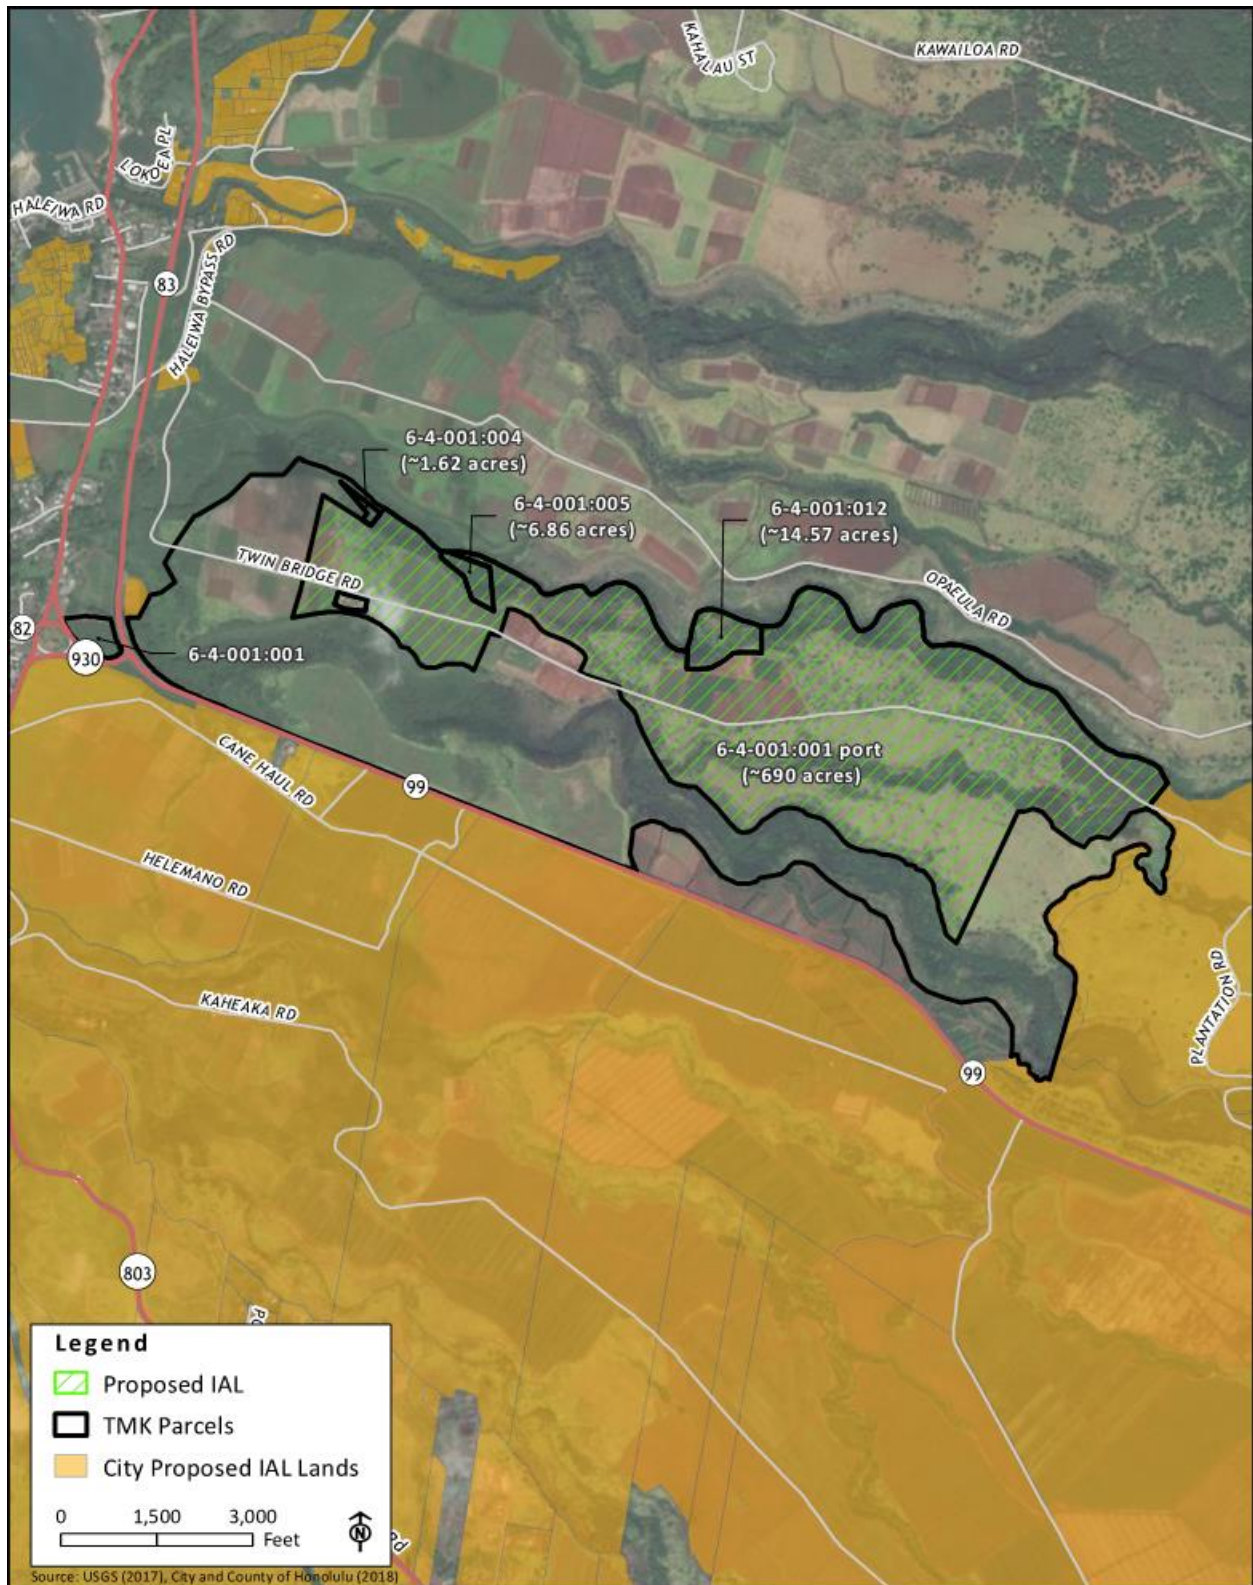 KAHALAU ST
KAWAILOA RD
LOKOEA PL
HALEIWA RD
83
HALEIWA BYPASS RD
6-4-001:004
(~1.62 acres)
6-4-001:005
(~6.86 acres)
6-4-001:012
(~14.57 acres)
TWIN BRIDGE RD
OPAEULA RD
82
930
6-4-001:001
6-4-001:001 port
(~690 acres)
CANE HAUL RD
99
HELEMANO RD
KAHEAKA RD
PLANTATION RD
99
803
Legend
Proposed IAL
TMK Parcels
City Proposed IAL Lands
0 1,500 3,000
Feet
N
Source: USGS (2017), City and County of Honolulu (2018)